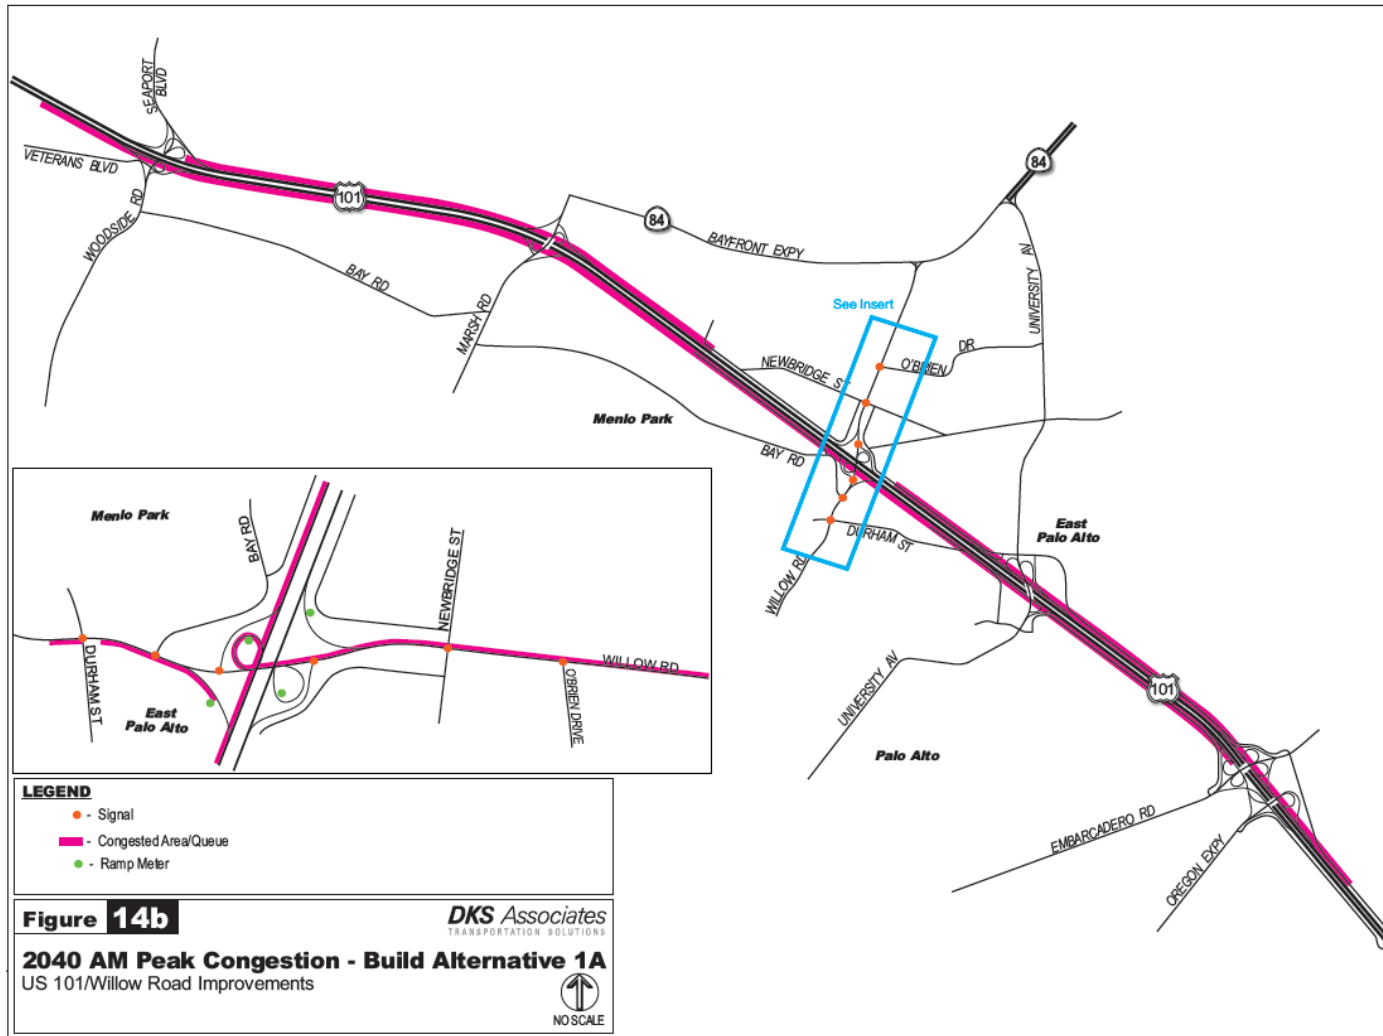 SEAPORT
BLVD
VETERANS BLVD
WOODSIDE RD
101
BAY RD
MARSH RD
84
BAYFRONT EXPY
84
UNIVERSITY AV
See Insert
NEWBRIDGE ST
O'BRIEN DR
Menlo Park
BAY RD
DURHAM ST
WILLOW RD
East
Palo Alto
UNIVERSITY AV
101
Palo Alto
EMBARCADERO RD
OREGON EXPY
Menlo Park
BAY RD
NEWBRIDGE ST
DURHAM ST
East
Palo Alto
WILLOW RD
O'BRIEN DRIVE
LEGEND
- Signal
- Congested Area/Queue
- Ramp Meter
Figure 14b
DKS Associates
TRANSPORTATION SOLUTIONS
2040 AM Peak Congestion - Build Alternative 1A
US 101/Willow Road Improvements
NO SCALE